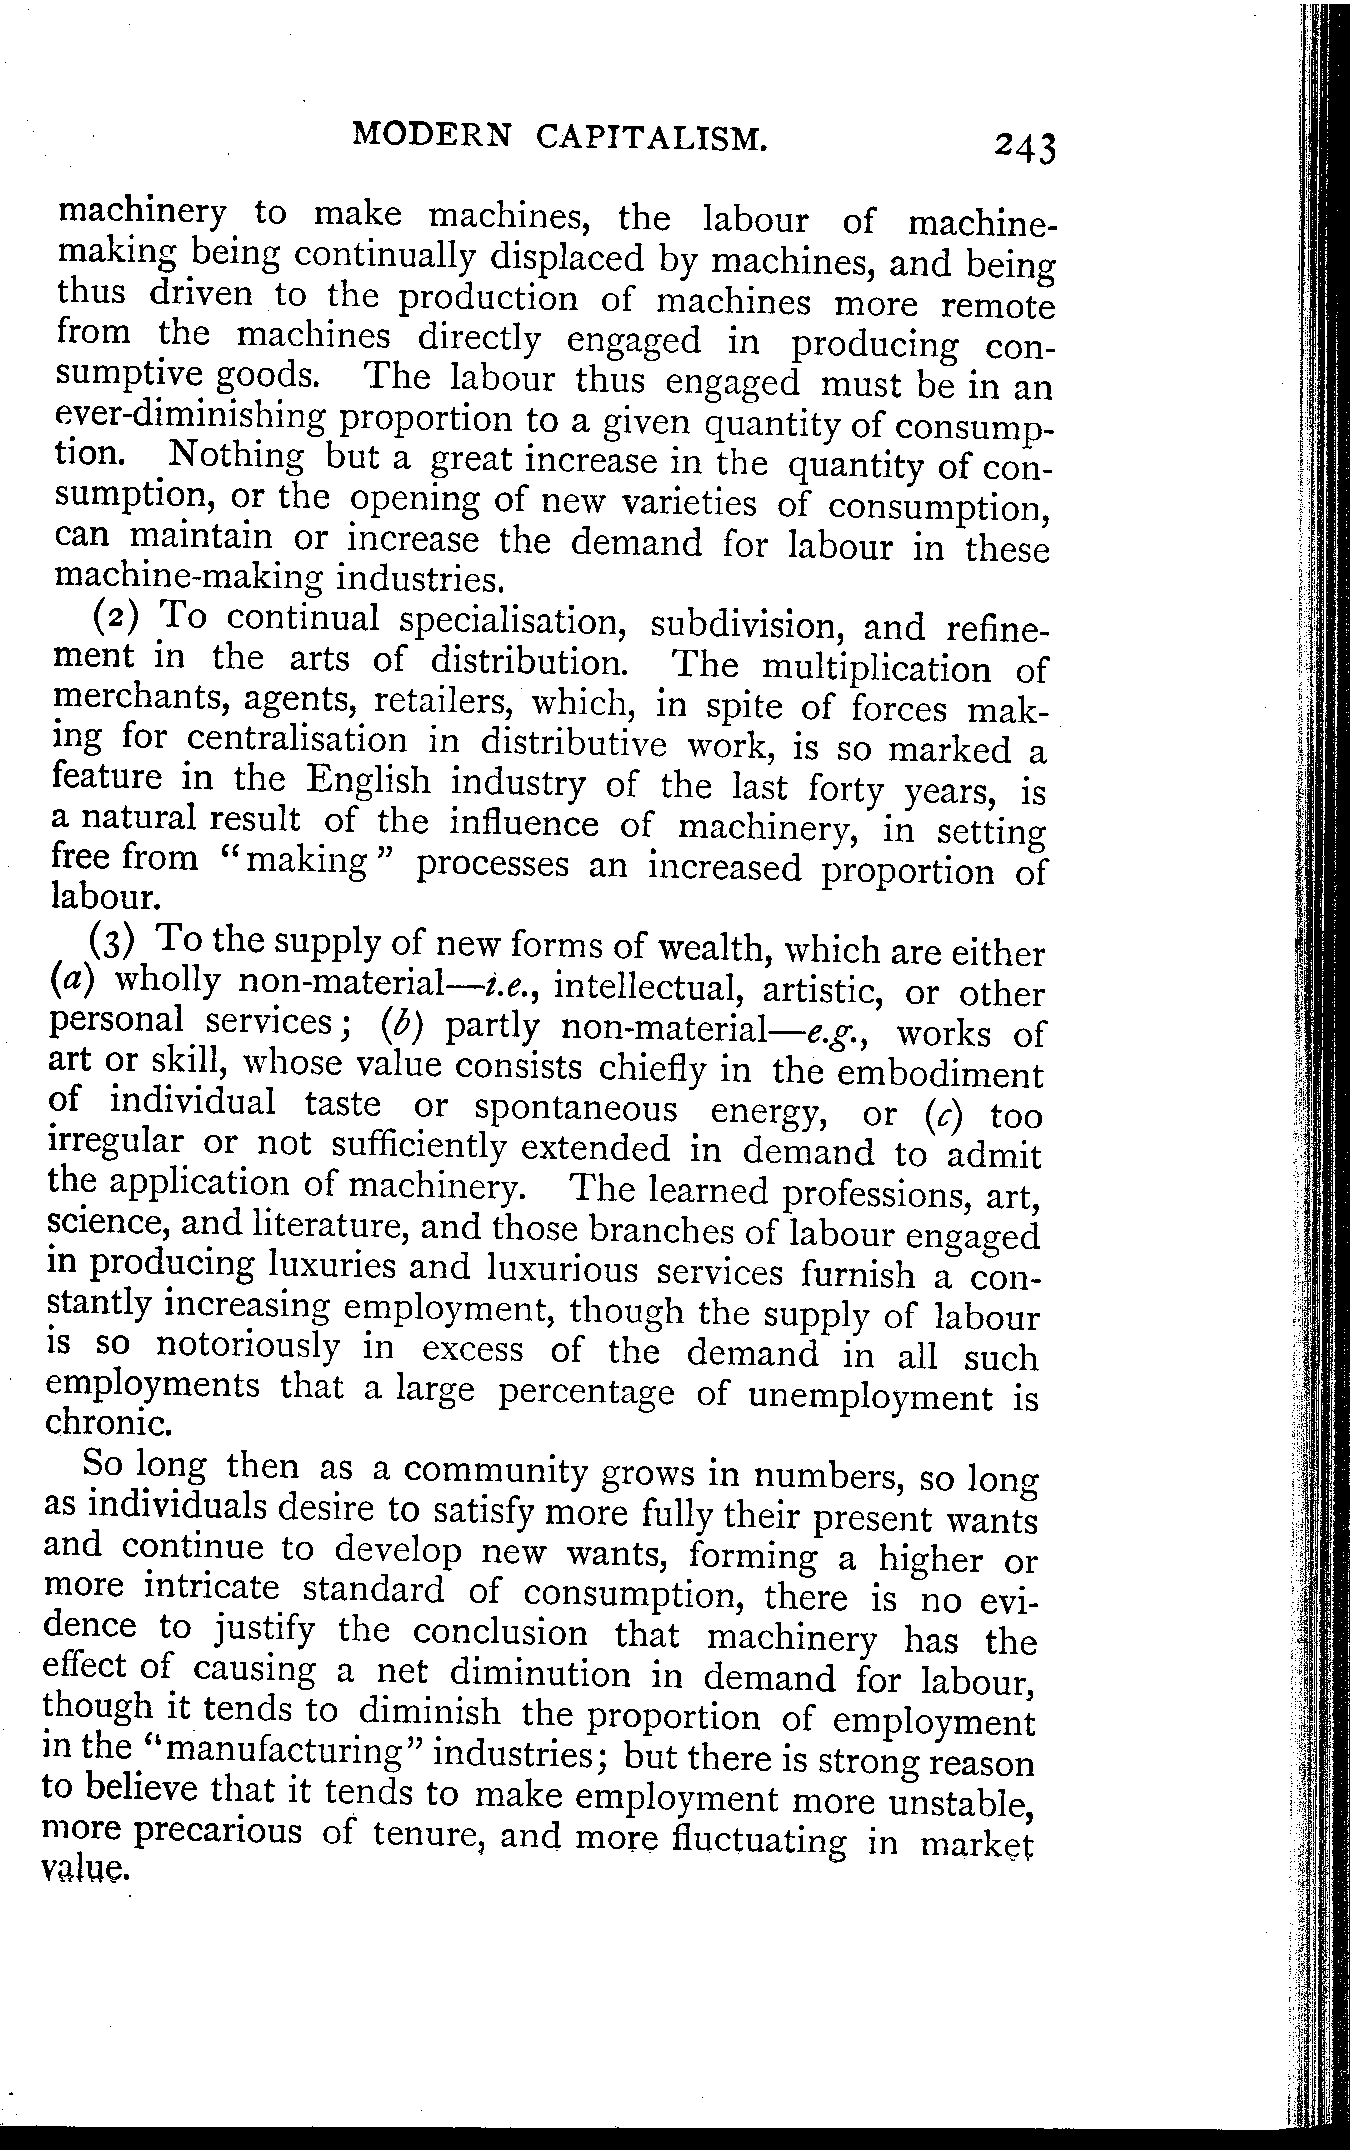 MODERN CAPITALISM. 243
machinery to make machines, the labour of machine-
making being continually displaced by machines, and being
thus driven to the production of machines more remote
from the machines directly engaged in producing con-
sumptive goods. The labour thus engaged must be in an
ever-diminishing proportion to a given quantity of consump-
tion. Nothing but a great increase in the quantity of con-
sumption, or the opening of new varieties of consumption,
can maintain or increase the demand for labour in these
machine-making industries.
(2) To continual specialisation, subdivision, and refine-
ment in the arts of distribution. The multiplication of
merchants, agents, retailers, which, in spite of forces mak-
ing for centralisation in distributive work, is so marked a
feature in the English industry of the last forty years, is
a natural result of the influence of machinery, in setting
free from "making" processes an increased proportion of
labour.
(3) To the supply of new forms of wealth, which are either
(a) wholly non-material—i.e., intellectual, artistic, or other
personal services; (b) partly non-material—e.g., works of
art or skill, whose value consists chiefly in the embodiment
of individual taste or spontaneous energy, or (c) too
irregular or not sufficiently extended in demand to admit
the application of machinery. The learned professions, art,
science, and literature, and those branches of labour engaged
in producing luxuries and luxurious services furnish a con-
stantly increasing employment, though the supply of labour
is so notoriously in excess of the demand in all such
employments that a large percentage of unemployment is
chronic.
So long then as a community grows in numbers, so long
as individuals desire to satisfy more fully their present wants
and continue to develop new wants, forming a higher or
more intricate standard of consumption, there is no evi-
dence to justify the conclusion that machinery has the
effect of causing a net diminution in demand for labour,
though it tends to diminish the proportion of employment
in the "manufacturing" industries; but there is strong reason
to believe that it tends to make employment more unstable,
more precarious of tenure, and more fluctuating in market
value.